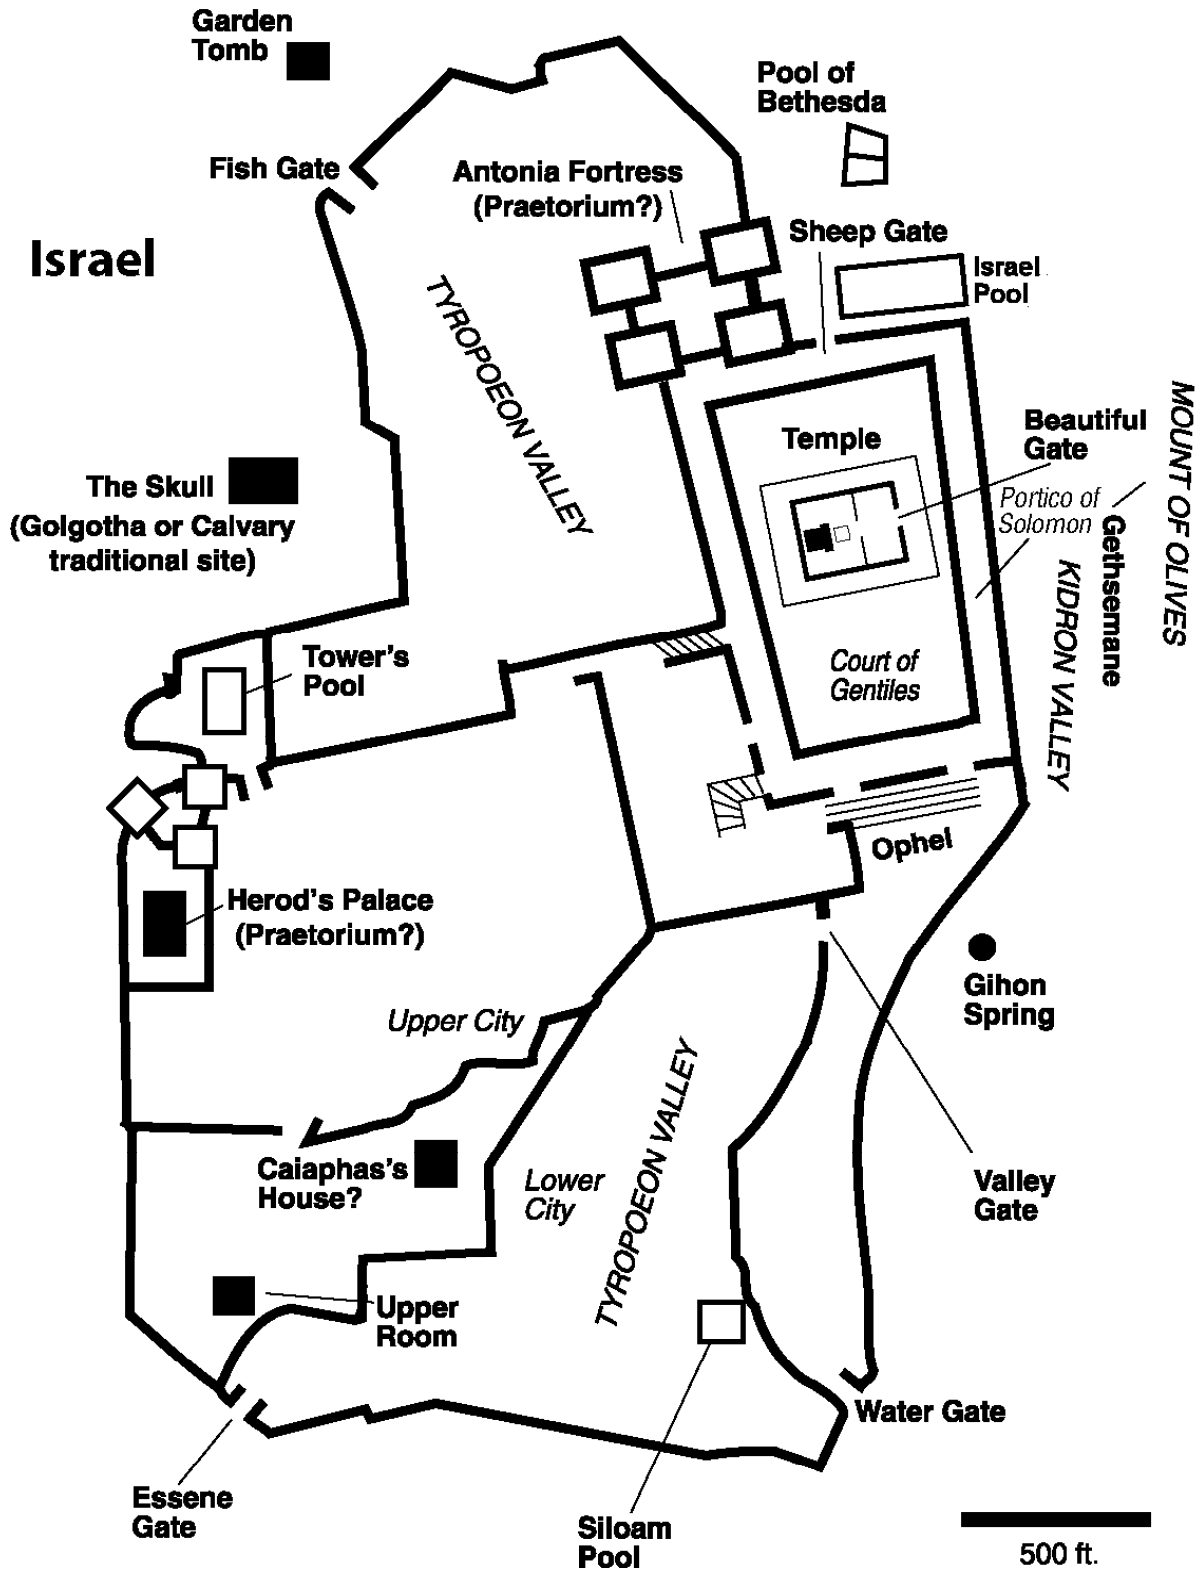 Garden
Tomb
Pool of
Bethesda
Fish Gate
Antonia Fortress
(Praetorium?)
Sheep Gate
Israel
Israel
Pool
TYROPOEON VALLEY
MOUNT OF OLIVES
Beautiful
Gate
Temple
The Skull
(Golgotha or Calvary
traditional site)
Portico of
Solomon
Gethsemane
KIDRON VALLEY
Tower's
Pool
Court of
Gentiles
Ophel
Herod's Palace
(Praetorium?)
Gihon
Spring
Upper City
TYROPOEON VALLEY
Caiaphas's
House?
Lower
City
Valley
Gate
Upper
Room
Water Gate
Essene
Gate
Siloam
Pool
500 ft.